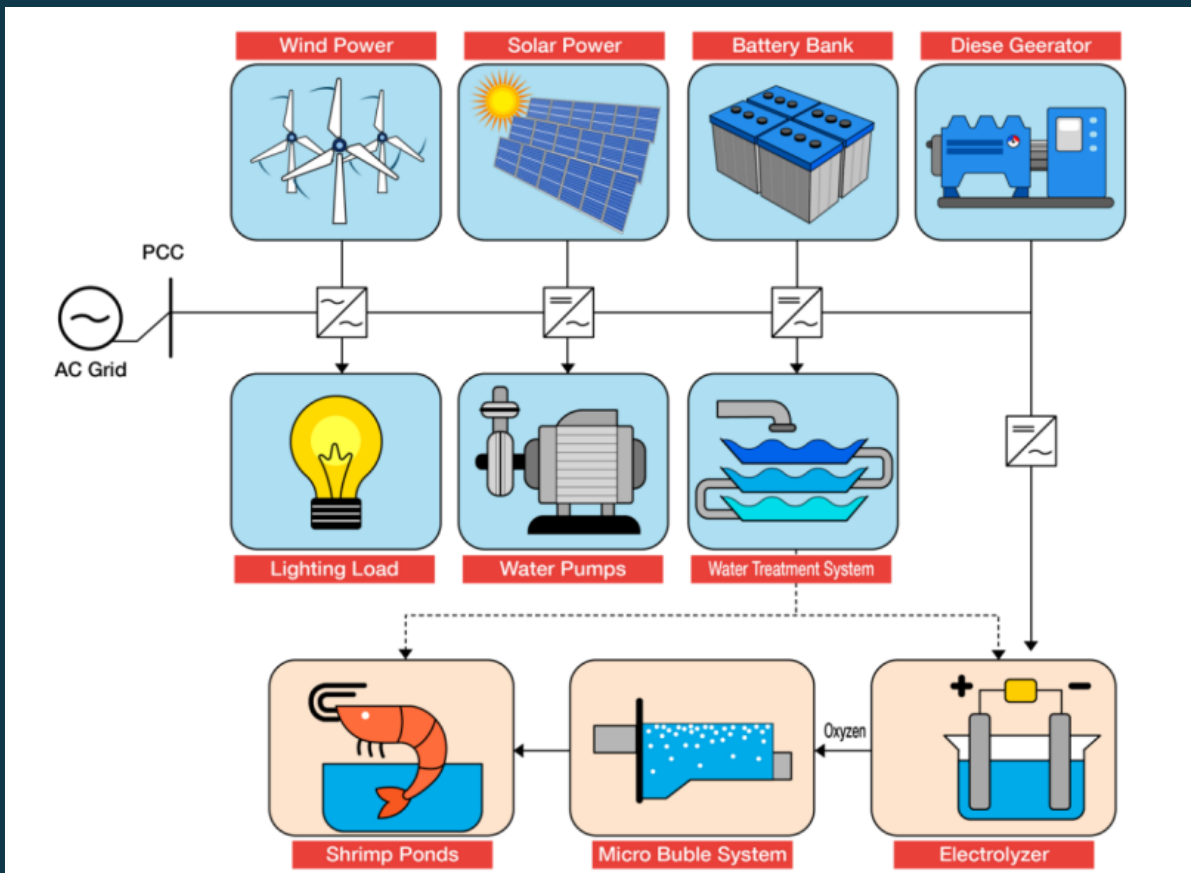 Wind Power
Solar Power
Battery Bank
Diese Geerator
PCC
AC Grid
Lighting Load
Water Pumps
Water Treatment System
Oxyzen
Shrimp Ponds
Micro Buble System
Electrolyzer